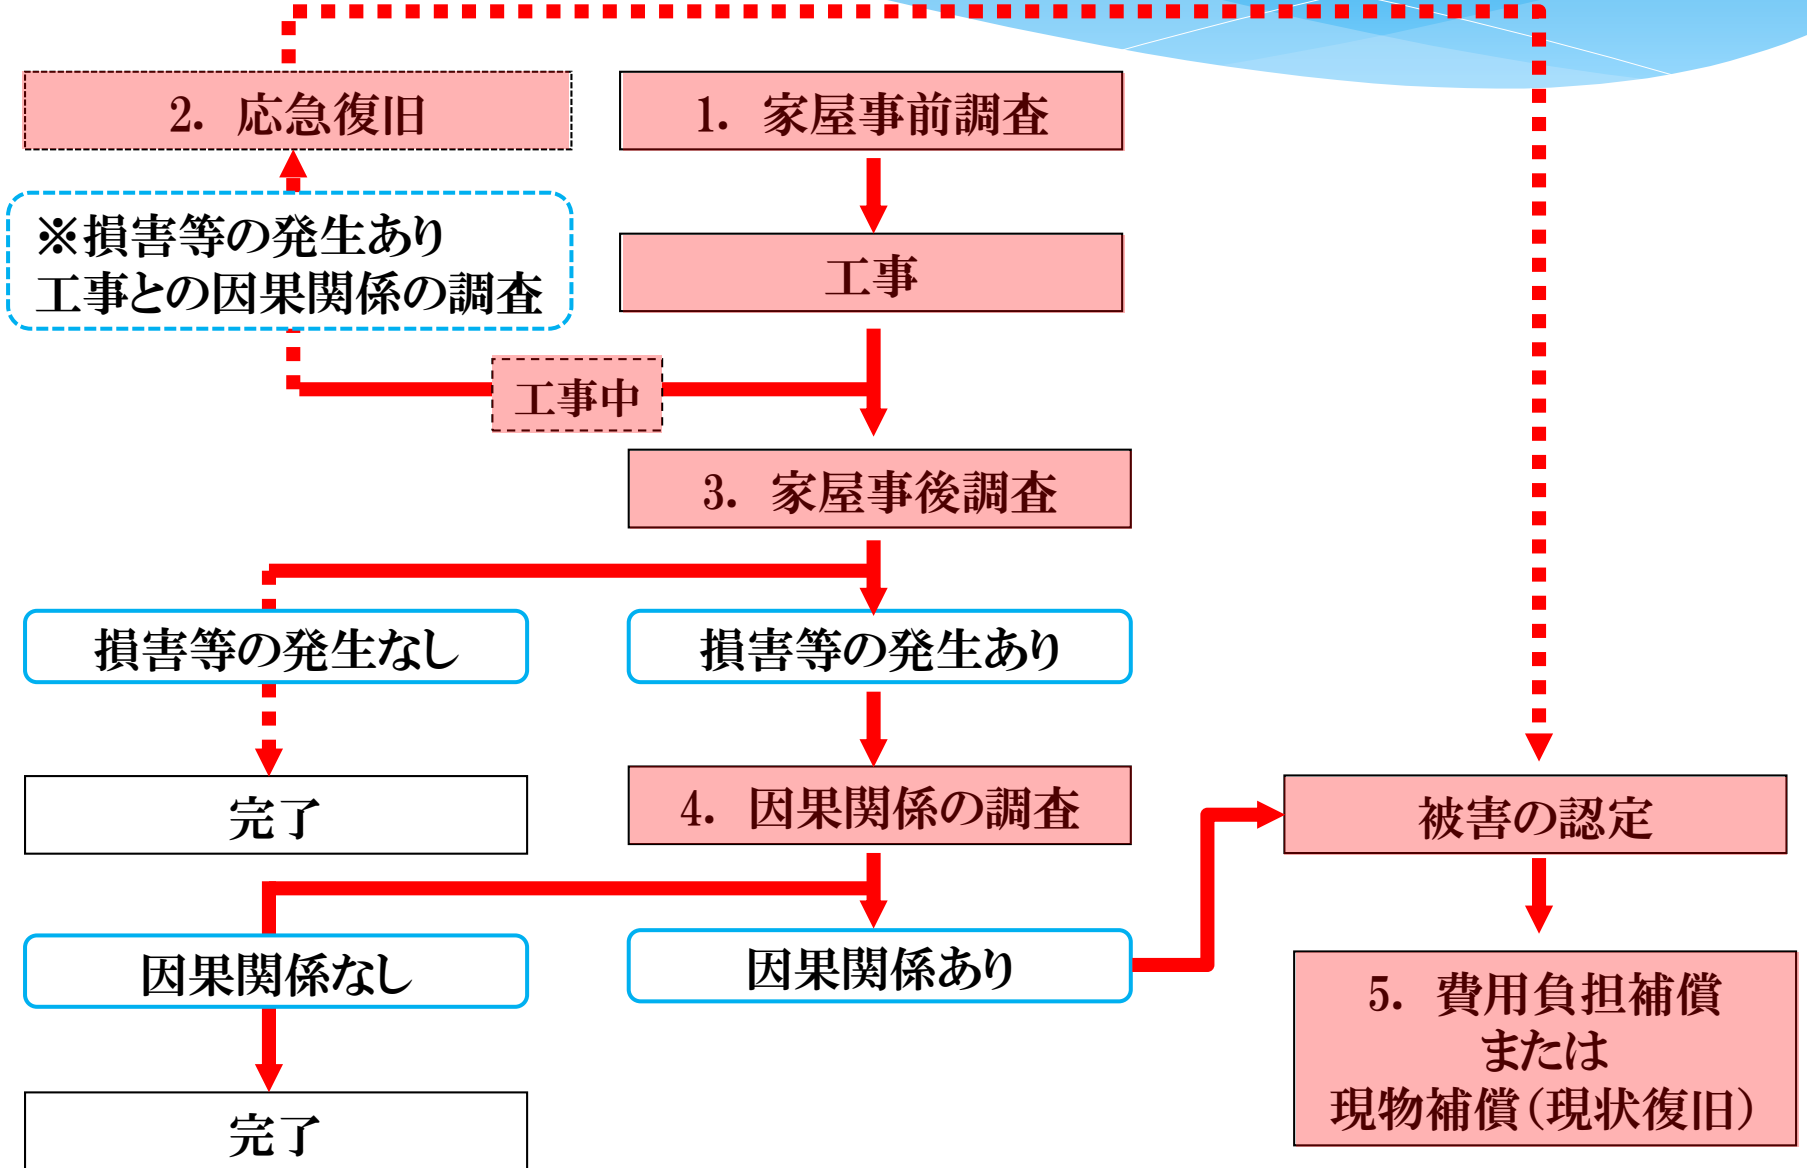 2. 応急復旧
1. 家屋事前調査
※損害等の発生あり
工事との因果関係の調査
工事
工事中
3. 家屋事後調査
損害等の発生なし
損害等の発生あり
完了
4. 因果関係の調査
被害の認定
因果関係なし
因果関係あり
5. 費用負担補償
または
現物補償(現状復旧)
完了